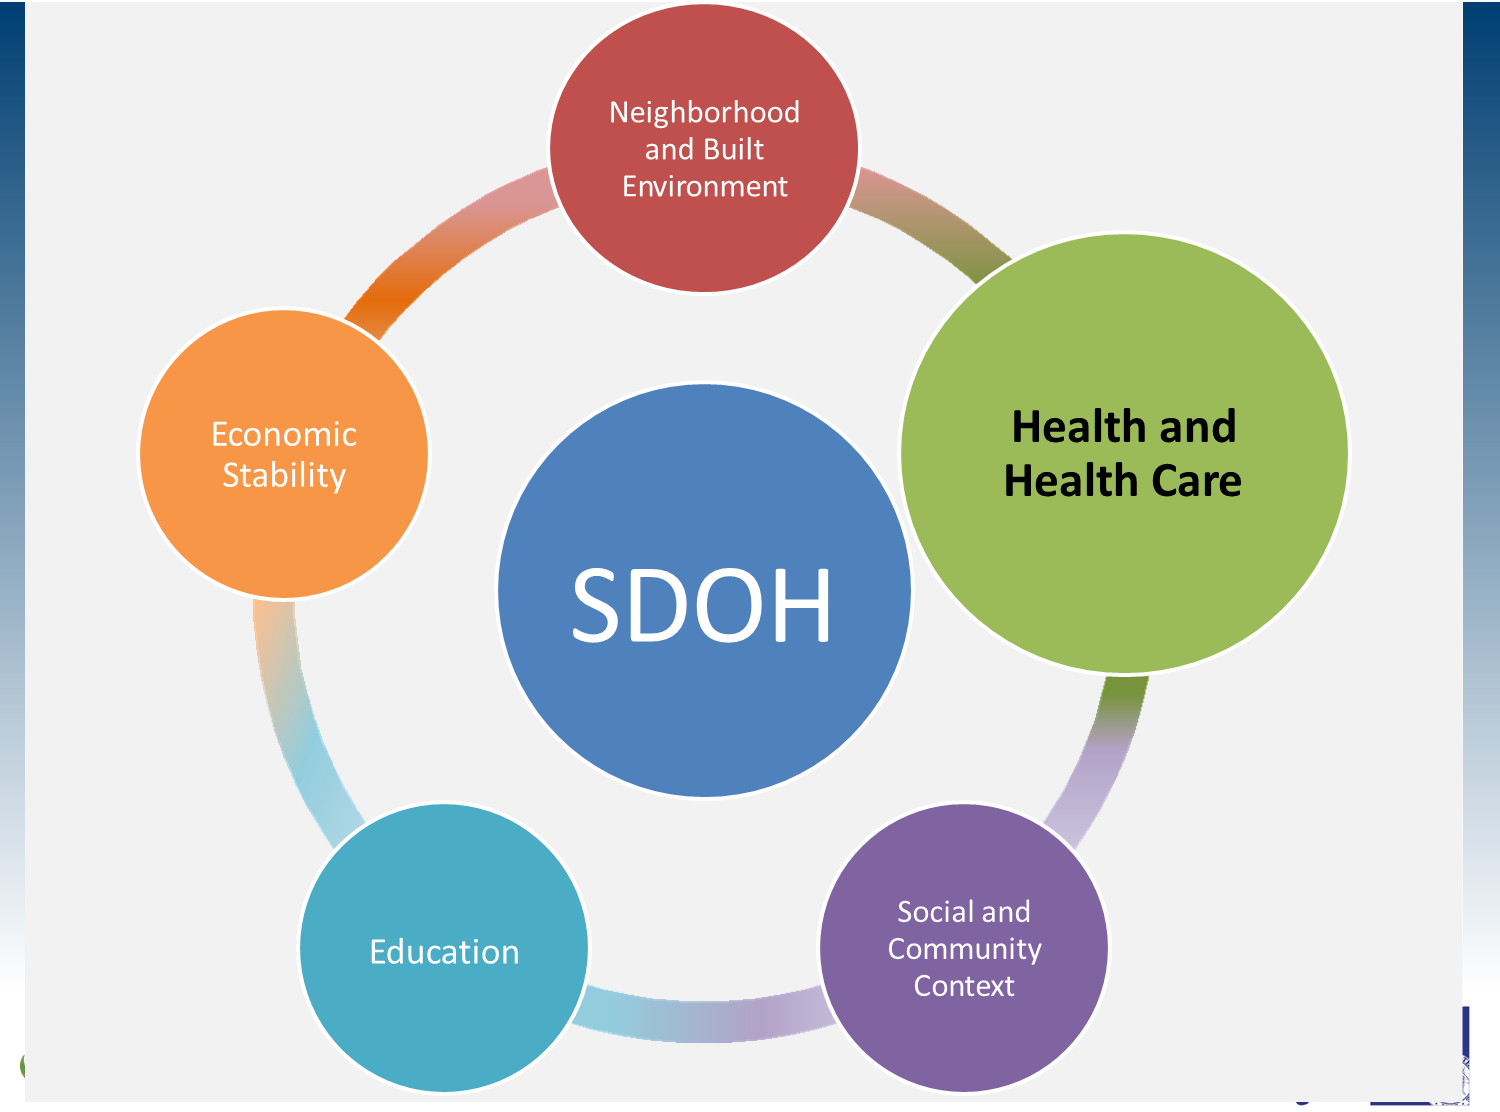 Neighborhood
and Built
Environment
Health and
Health Care
Economic
Stability
SDOH
Social and
Community
Context
Education